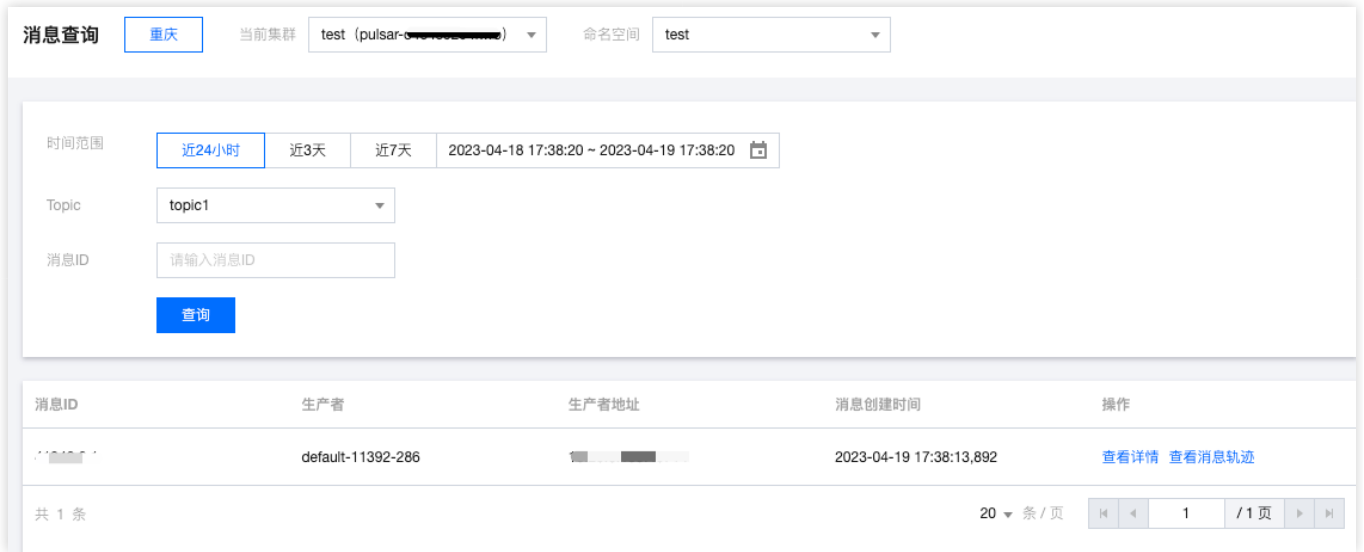 消息查询 重庆 当前集群 test (pulsar- ) 命名空间 test
时间范围 近24小时 近3天 近7天 2023-04-18 17:38:20 ~ 2023-04-19 17:38:20
Topic topic1
消息ID 请输入消息ID
查询
消息ID 生产者 生产者地址 消息创建时间 操作
default-11392-286 2023-04-19 17:38:13,892 查看详情 查看消息轨迹
共 1 条 20 条 / 页 1 / 1 页